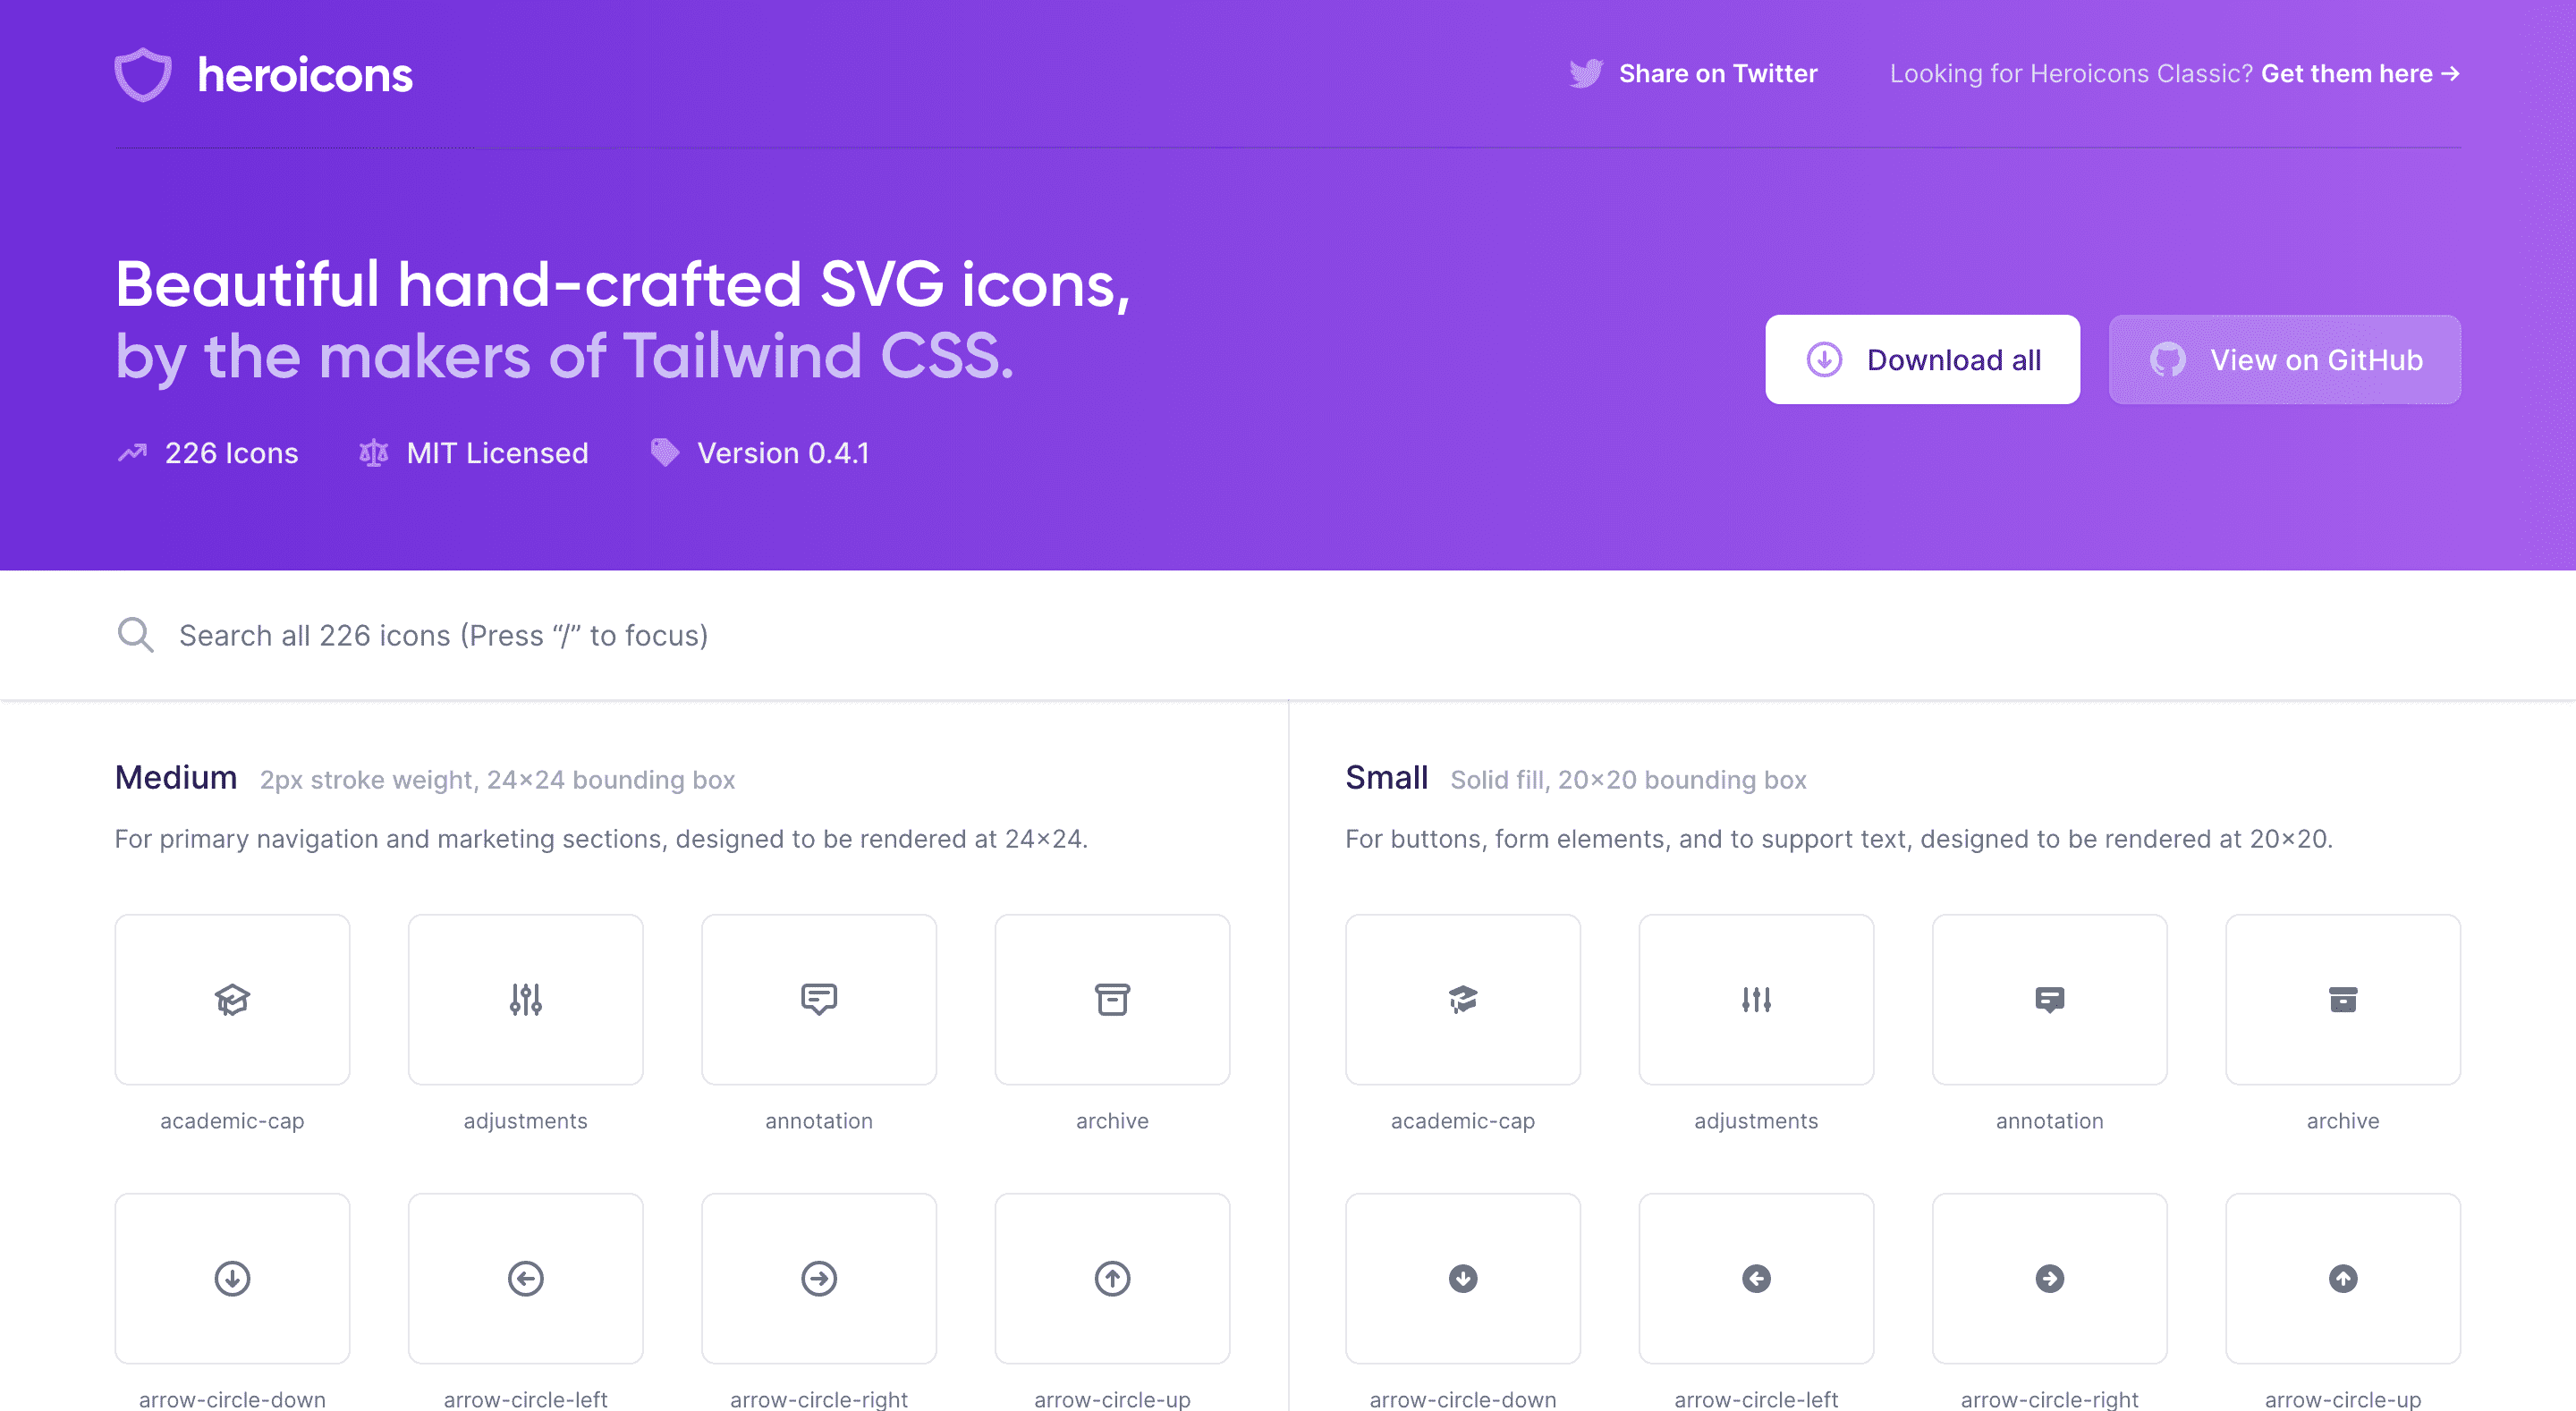 heroicons
Share on Twitter
Looking for Heroicons Classic? Get them here →
Beautiful hand-crafted SVG icons,
by the makers of Tailwind CSS.
Download all
View on GitHub
226 Icons
MIT Licensed
Version 0.4.1
Search all 226 icons (Press “/” to focus)
Medium 2px stroke weight, 24×24 bounding box
For primary navigation and marketing sections, designed to be rendered at 24×24.
academic-cap
adjustments
annotation
archive
arrow-circle-down
arrow-circle-left
arrow-circle-right
arrow-circle-up
Small Solid fill, 20×20 bounding box
For buttons, form elements, and to support text, designed to be rendered at 20×20.
academic-cap
adjustments
annotation
archive
arrow-circle-down
arrow-circle-left
arrow-circle-right
arrow-circle-up